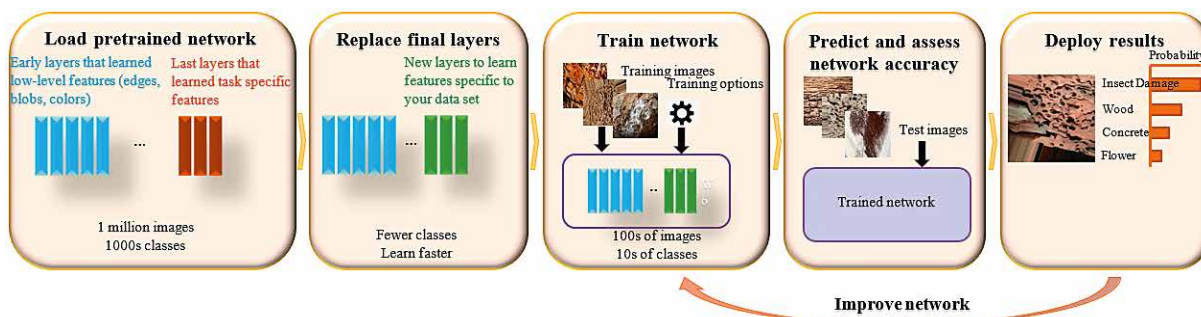 Load pretrained network
Early layers that learned
low-level features (edges,
blobs, colors)
Last layers that
learned task specific
features
...
1 million images
1000s classes
Replace final layers
New layers to learn
features specific to
your data set
...
Fewer classes
Learn faster
Train network
Training images
Training options
..
100s of images
10s of classes
Predict and assess
network accuracy
Test images
Trained network
Deploy results
Probability
Insect Damage
Wood
Concrete
Flower
Improve network